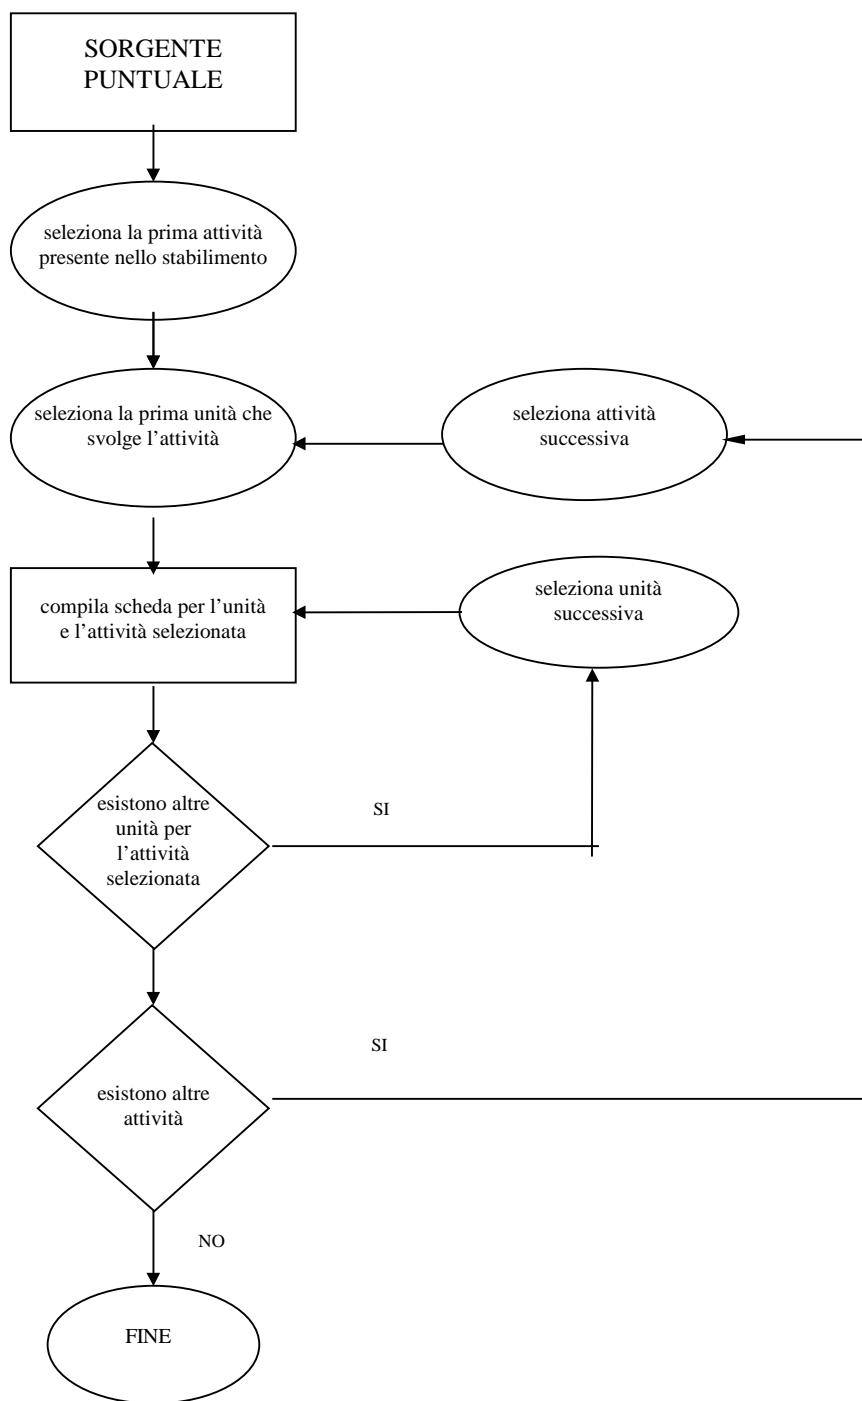 SORGENTE
PUNTUALE
seleziona la prima attività
presente nello stabilimento
seleziona la prima unità che
svolge l’attività
seleziona attività
successiva
compila scheda per l’unità
e l’attività selezionata
seleziona unità
successiva
esistono altre
unità per
l’attività
selezionata
SI
esistono altre
attività
SI
NO
FINE